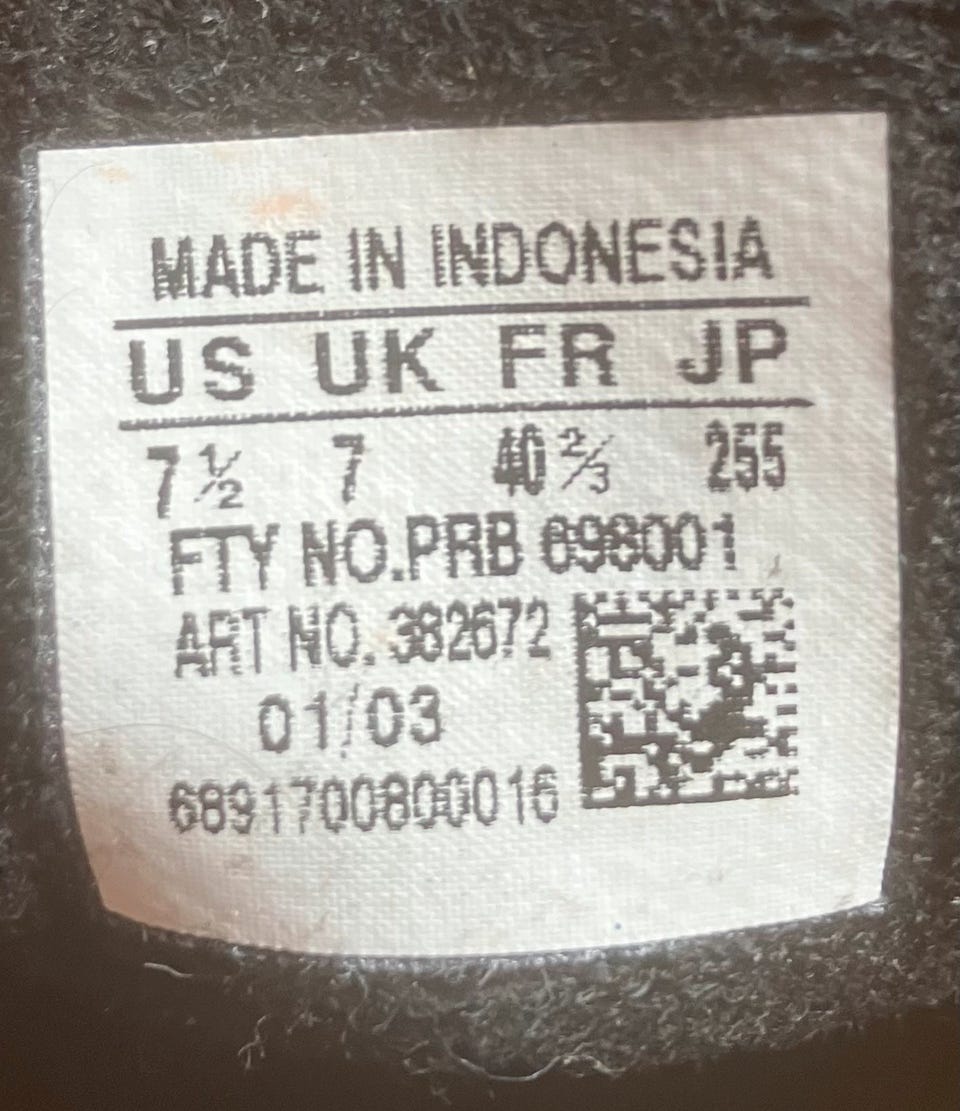 MADE IN INDONESIA
US UK FR JP
7½ 7 40⅔ 255
FTY NO.PRB 698001
ART NO. 382672
01/03
6891700800016